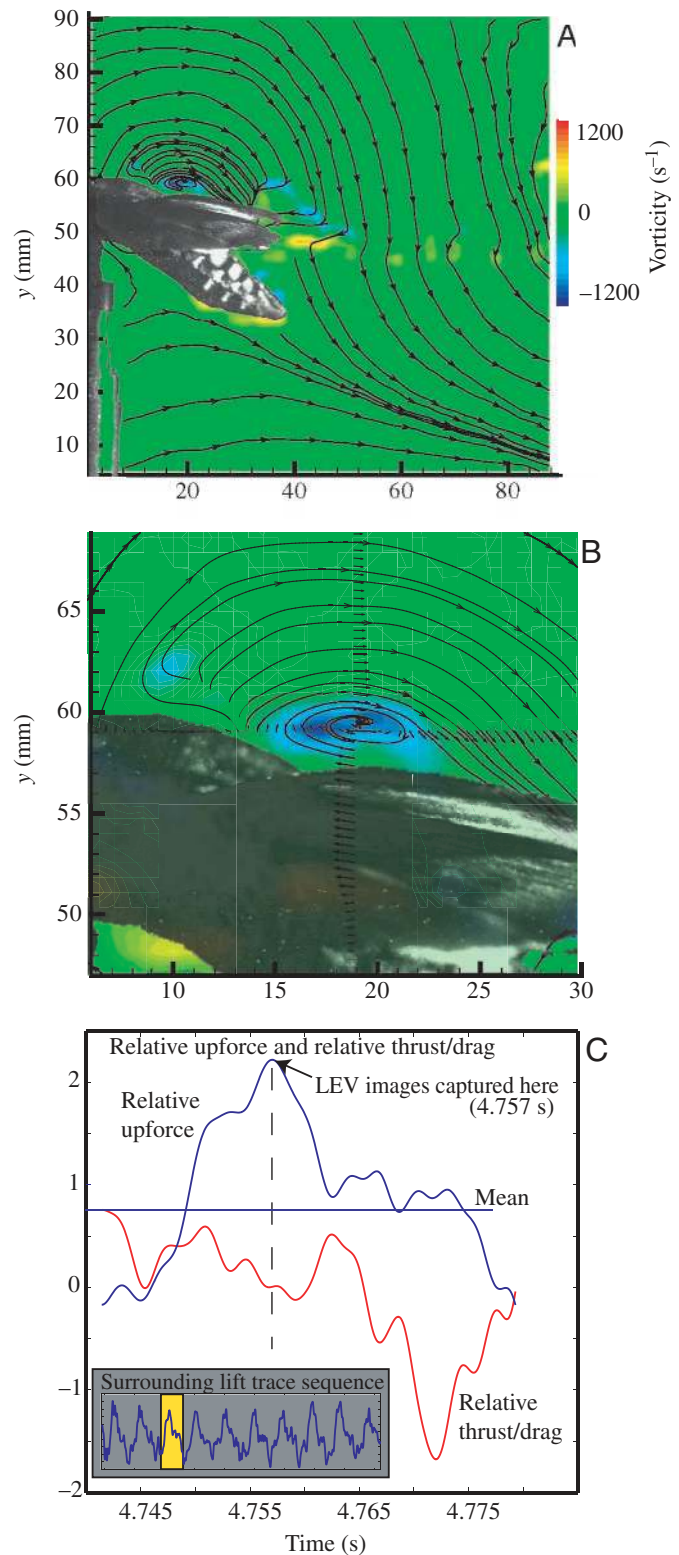 A
90
80
70
60
50
40
30
20
10
y (mm)
20 40 60 80
1200
0
–1200
Vorticity (s–1)
B
65
60
55
50
y (mm)
10 15 20 25 30
C
Relative upforce and relative thrust/drag
LEV images captured here
(4.757 s)
Relative
upforce
Mean
Relative
thrust/drag
Surrounding lift trace sequence
2
1
0
–1
–2
4.745 4.755 4.765 4.775
Time (s)